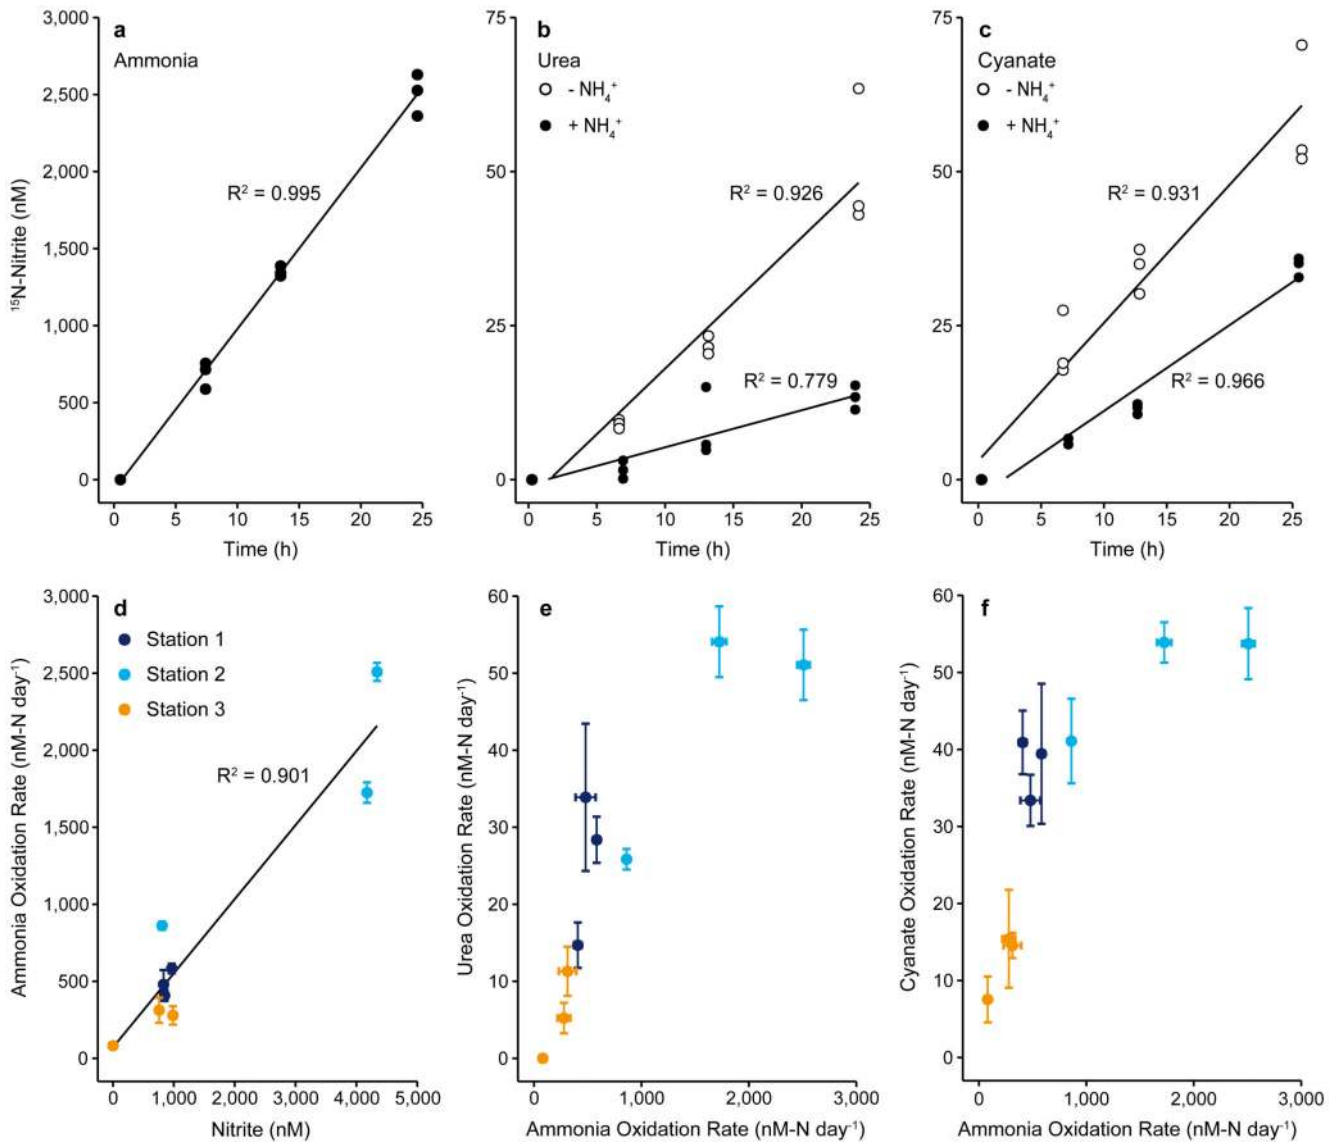 a
Ammonia
R² = 0.995
3,000
2,500
2,000
1,500
1,000
500
0
¹⁵N-Nitrite (nM)
0 5 10 15 20 25
Time (h)
b
Urea
- NH₄⁺
+ NH₄⁺
R² = 0.926
R² = 0.779
75
50
25
0
0 5 10 15 20 25
Time (h)
c
Cyanate
- NH₄⁺
+ NH₄⁺
R² = 0.931
R² = 0.966
75
50
25
0
0 5 10 15 20 25
Time (h)
d
Station 1
Station 2
Station 3
R² = 0.901
3,000
2,500
2,000
1,500
1,000
500
0
Ammonia Oxidation Rate (nM-N day⁻¹)
0 1,000 2,000 3,000 4,000 5,000
Nitrite (nM)
e
60
50
40
30
20
10
0
Urea Oxidation Rate (nM-N day⁻¹)
0 1,000 2,000 3,000
Ammonia Oxidation Rate (nM-N day⁻¹)
f
60
50
40
30
20
10
0
Cyanate Oxidation Rate (nM-N day⁻¹)
0 1,000 2,000 3,000
Ammonia Oxidation Rate (nM-N day⁻¹)